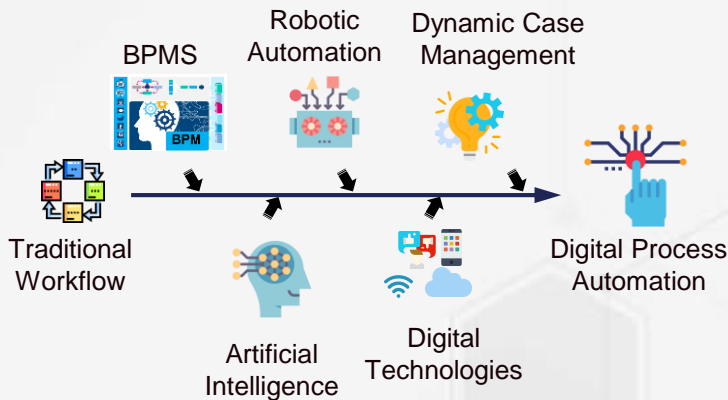 BPMS
Robotic
Automation
Dynamic Case
Management
BPM
Traditional
Workflow
Digital Process
Automation
Artificial
Intelligence
Digital
Technologies